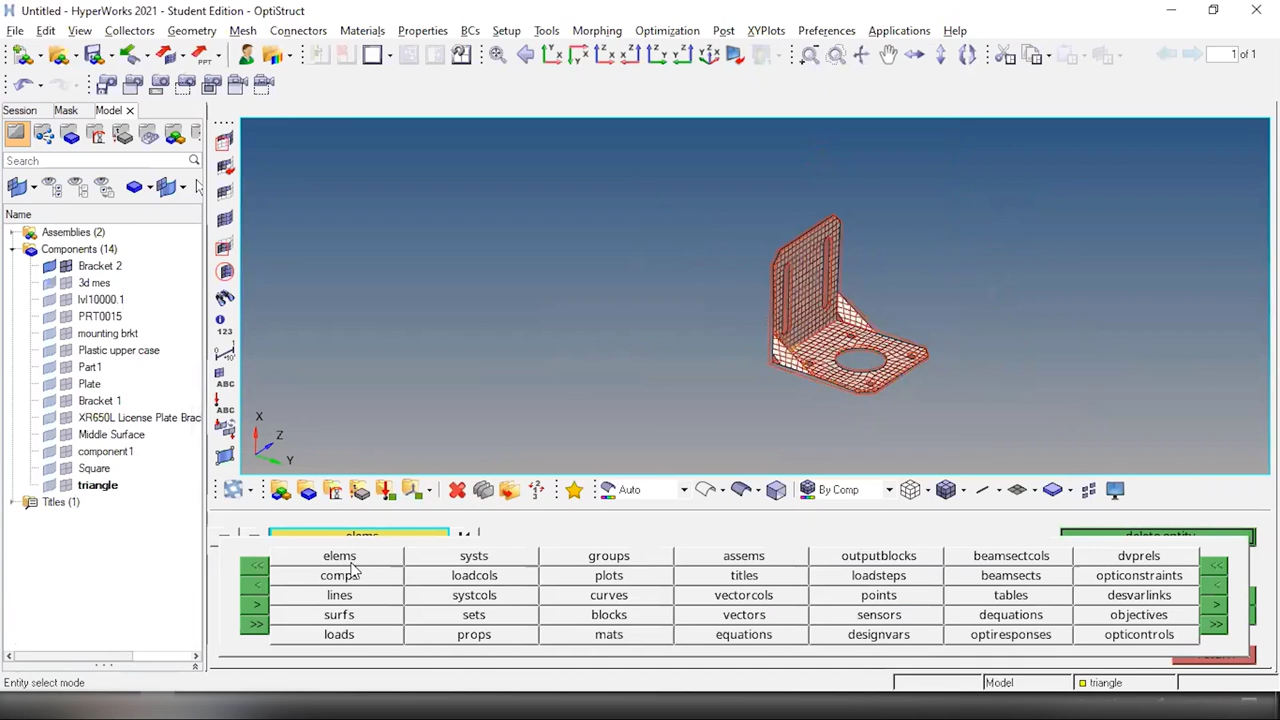 Untitled - HyperWorks 2021 - Student Edition - OptiStruct
File Edit View Collectors Geometry Mesh Connectors Materials Properties BCs Setup Tools Morphing Optimization Post XYPlots Preferences Applications Help
PPT
1 of 1
Session Mask Model
Search
Name
Assemblies (2)
Components (14)
Bracket 2
3d mes
lvl10000.1
PRT0015
mounting brkt
Plastic upper case
Part1
Plate
Bracket 1
XR650L License Plate Brac
Middle Surface
component1
Square
triangle
Titles (1)
123
ABC
ABC
X
Z
Y
Auto
By Comp
elems
delete entity
elems systs groups assems outputblocks beamsectcols dvprels
comps loadcols plots titles loadsteps beamsects opticonstraints
lines systcols curves vectorcols points tables desvarlinks
surfs sets blocks vectors sensors dequations objectives
loads props mats equations designvars optiresponses opticontrols
<< < > >>
<< < > >>
Entity select mode
Model
triangle